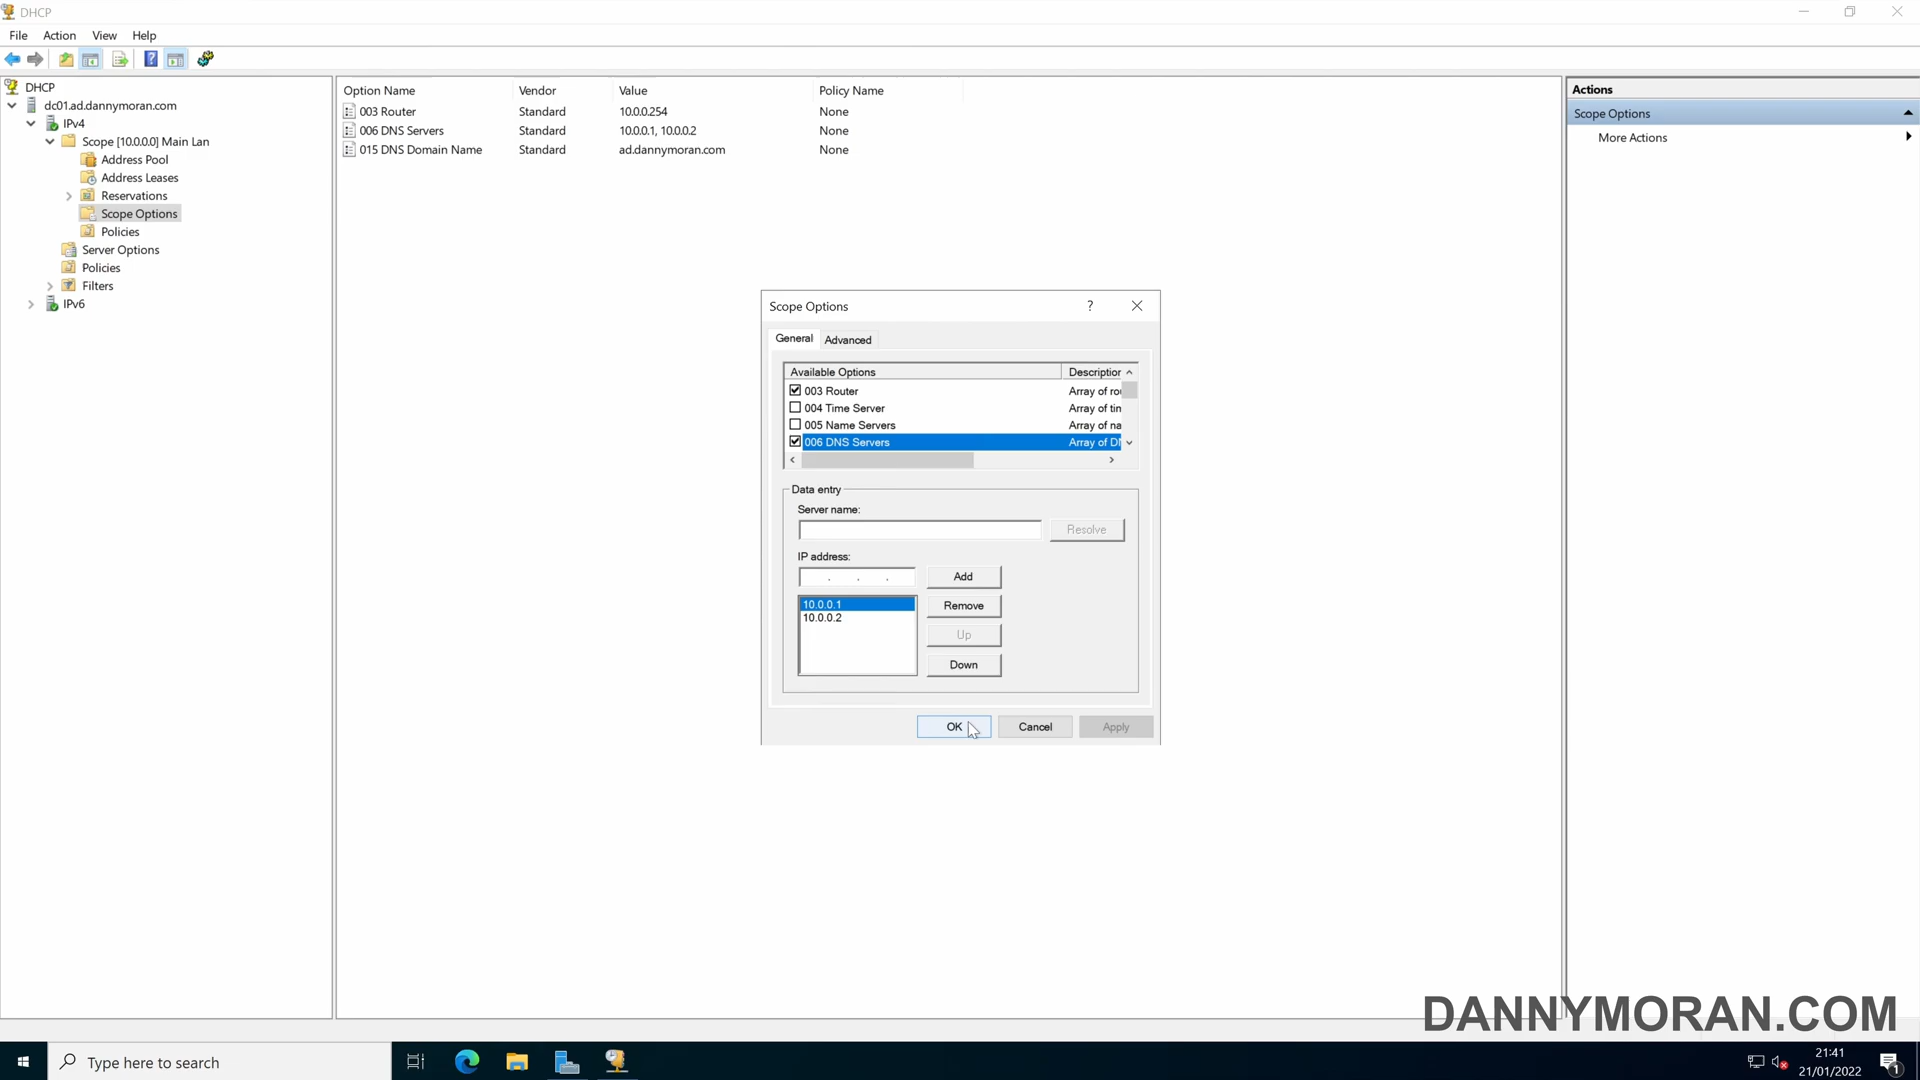 DHCP
File Action View Help
DHCP
dc01.ad.dannymoran.com
IPv4
Scope [10.0.0.0] Main Lan
Address Pool
Address Leases
Reservations
Scope Options
Policies
Server Options
Policies
Filters
IPv6
Option Name Vendor Value Policy Name
003 Router Standard 10.0.0.254 None
006 DNS Servers Standard 10.0.0.1, 10.0.0.2 None
015 DNS Domain Name Standard ad.dannymoran.com None
Actions
Scope Options
More Actions
Scope Options ?
General Advanced
Available Options Description
003 Router Array of ro
004 Time Server Array of tim
005 Name Servers Array of na
006 DNS Servers Array of DN
Data entry
Server name:
Resolve
IP address:
. . . Add
10.0.0.1
10.0.0.2
Remove
Up
Down
OK Cancel Apply
DANNYMORAN.COM
Type here to search
21:41
21/01/2022
1